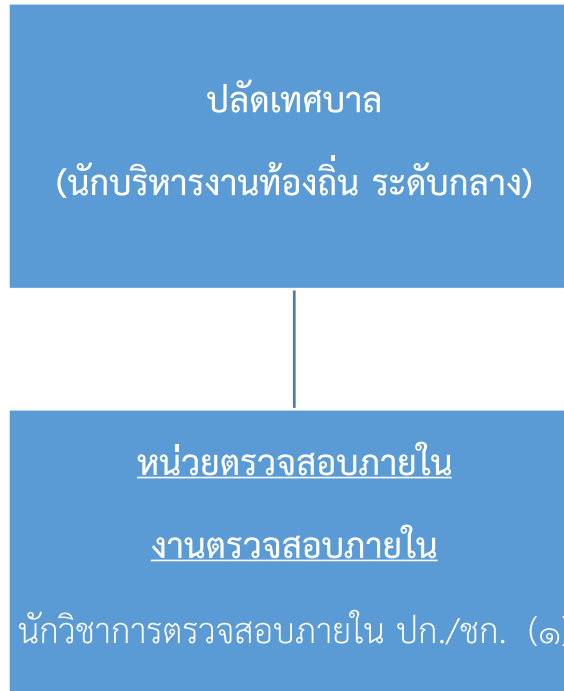 ปลัดเทศบาล
(นักบริหารงานท้องถิ่น ระดับกลาง)
หน่วยตรวจสอบภายใน
งานตรวจสอบภายใน
นักวิชาการตรวจสอบภายใน ปก./ชก. (๑)